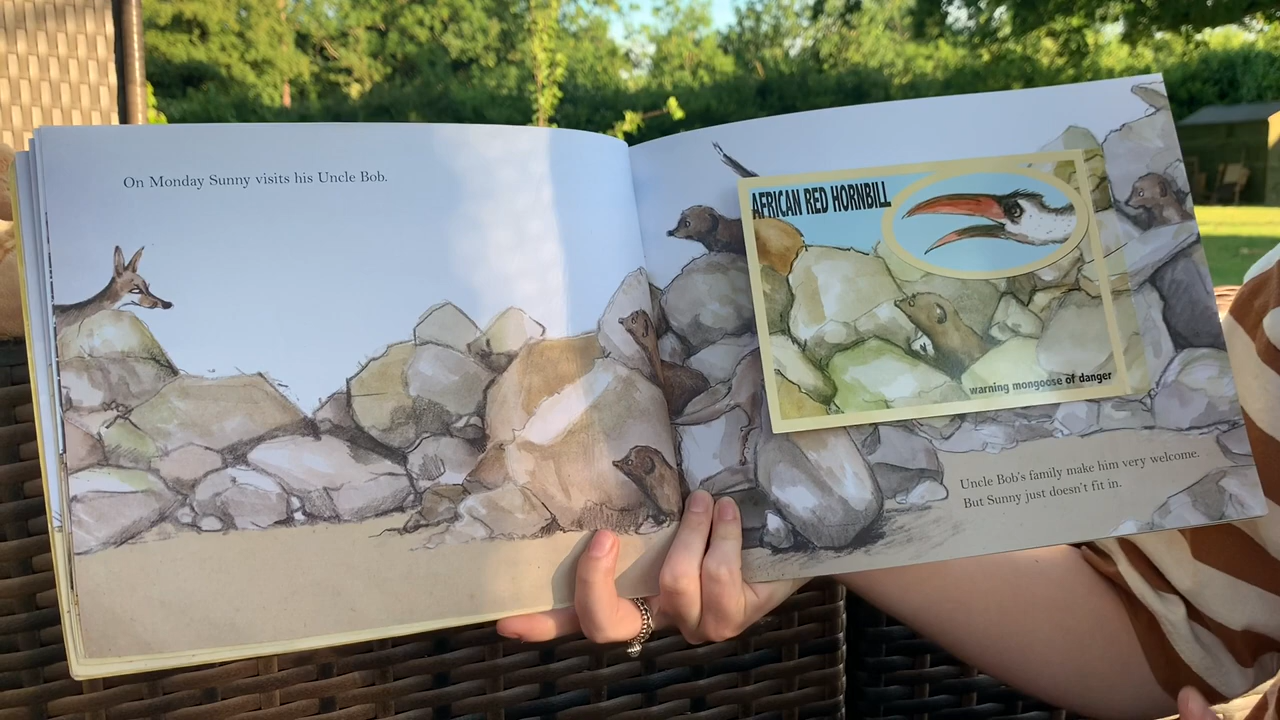 On Monday Sunny visits his Uncle Bob.
AFRICAN RED HORNBILL
warning mongoose of danger
Uncle Bob's family make him very welcome.
But Sunny just doesn't fit in.